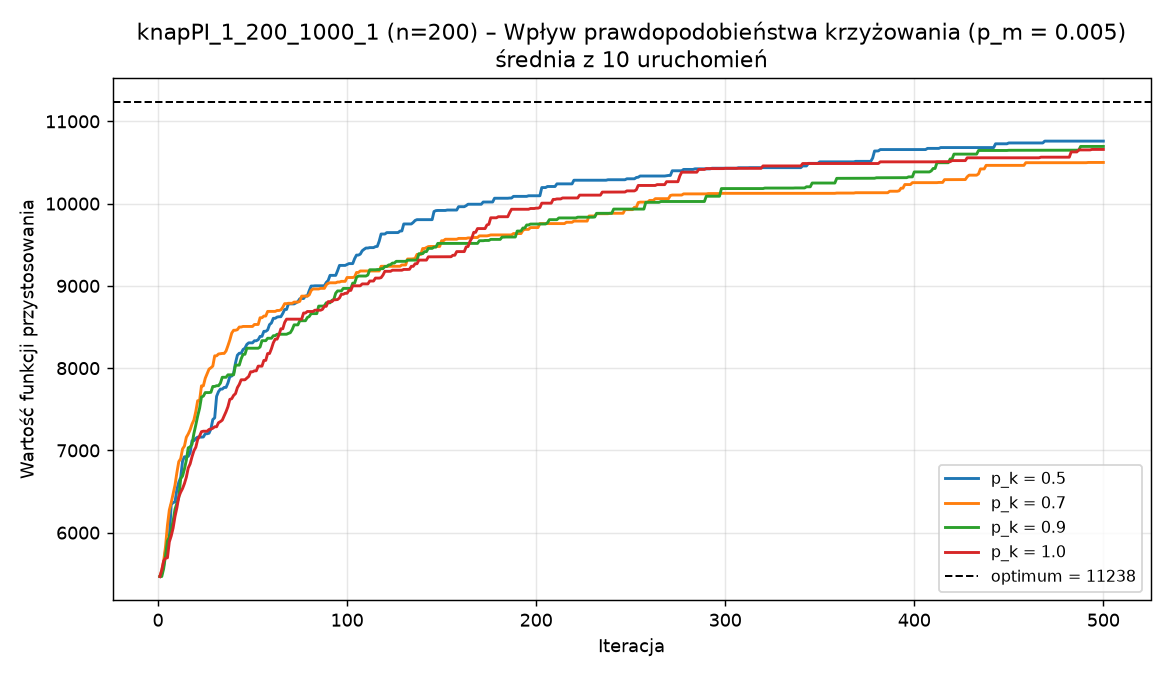 knapPI_1_200_1000_1 (n=200) – Wpływ prawdopodobieństwa krzyżowania (p_m = 0.005)
średnia z 10 uruchomień
Wartość funkcji przystosowania
11000
10000
9000
8000
7000
6000
p_k = 0.5
p_k = 0.7
p_k = 0.9
p_k = 1.0
optimum = 11238
0 100 200 300 400 500
Iteracja